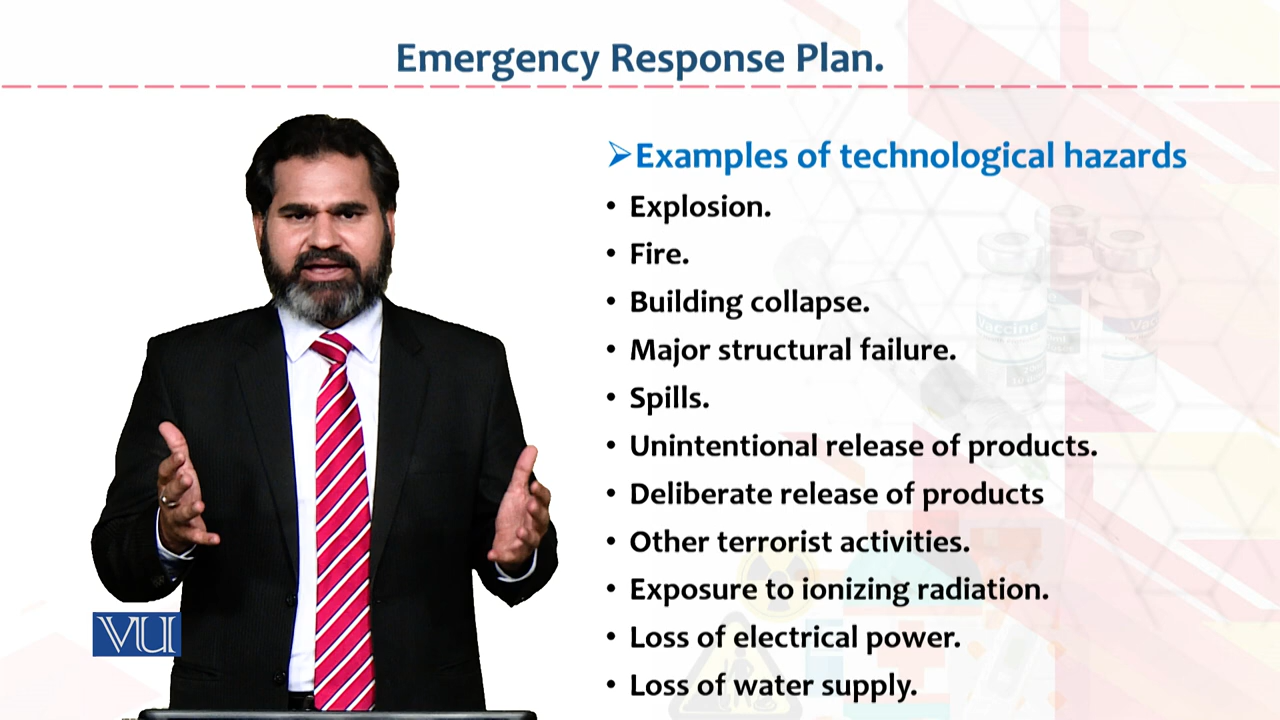 Emergency Response Plan.
➢Examples of technological hazards
• Explosion.
• Fire.
• Building collapse.
• Major structural failure.
• Spills.
• Unintentional release of products.
• Deliberate release of products
• Other terrorist activities.
• Exposure to ionizing radiation.
• Loss of electrical power.
• Loss of water supply.
VU
Vaccine